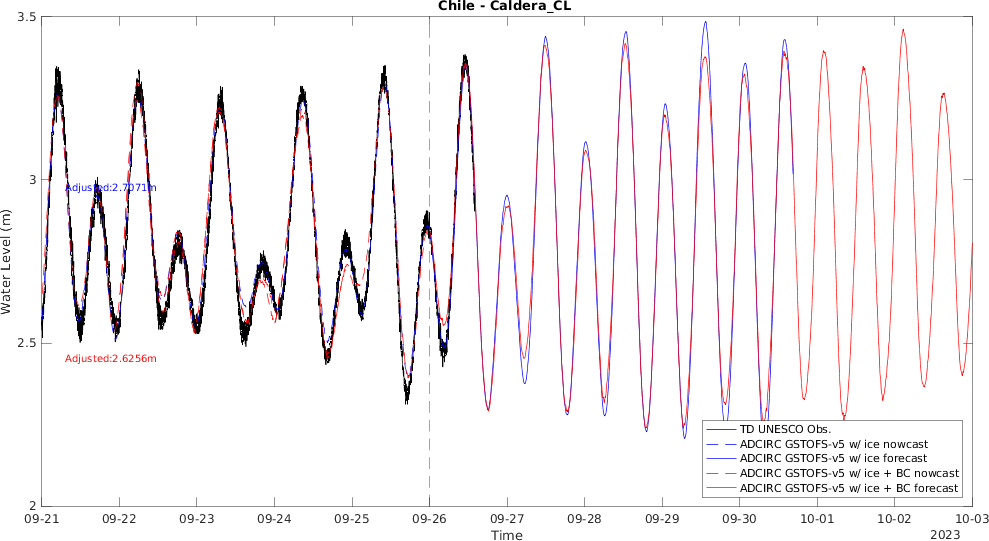 Chile - Caldera_CL
3.5
3
2.5
2
Water Level (m)
Adjusted:2.7071m
Adjusted:2.6256m
TD UNESCO Obs.
ADCIRC GSTOFS-v5 w/ ice nowcast
ADCIRC GSTOFS-v5 w/ ice forecast
ADCIRC GSTOFS-v5 w/ ice + BC nowcast
ADCIRC GSTOFS-v5 w/ ice + BC forecast
09-21 09-22 09-23 09-24 09-25 09-26 09-27 09-28 09-29 09-30 10-01 10-02 10-03
Time
2023